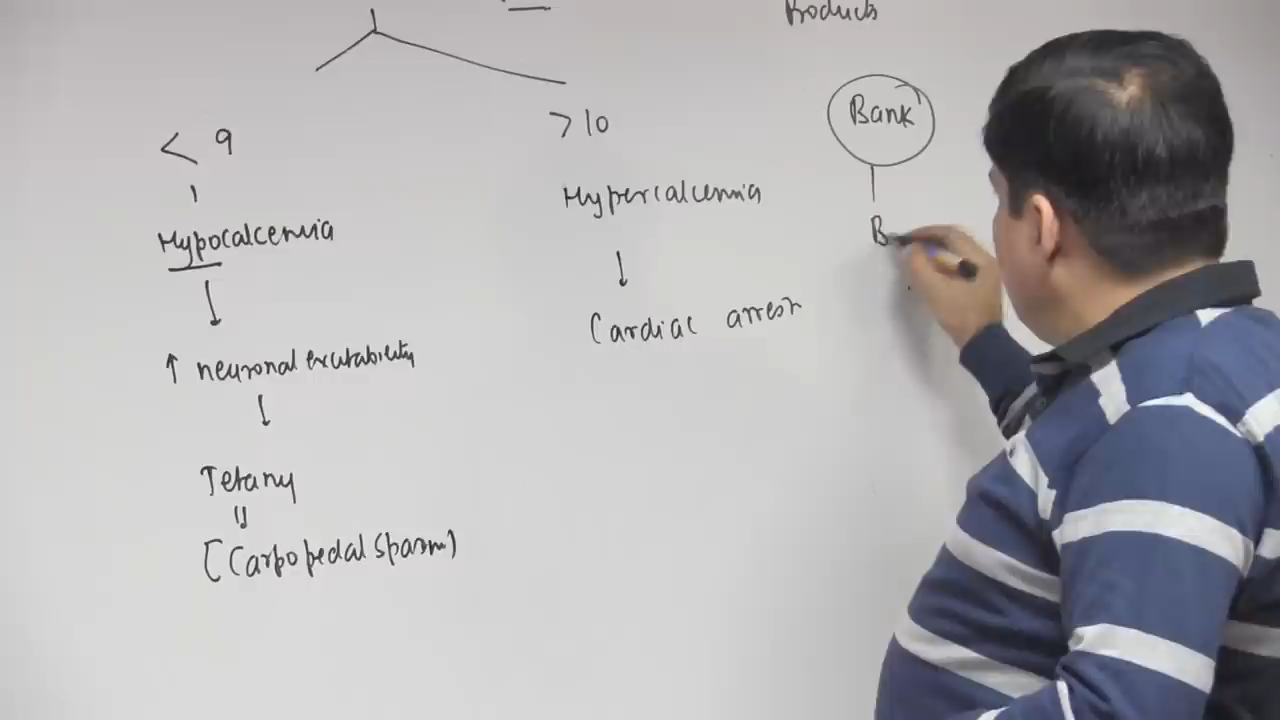 Products
< 9
>10
Bank
Hypocalcemia
Hypercalcemia
B
↑ neuronal excitability
Cardiac arrest
Tetany
[Carpopedal spasm)